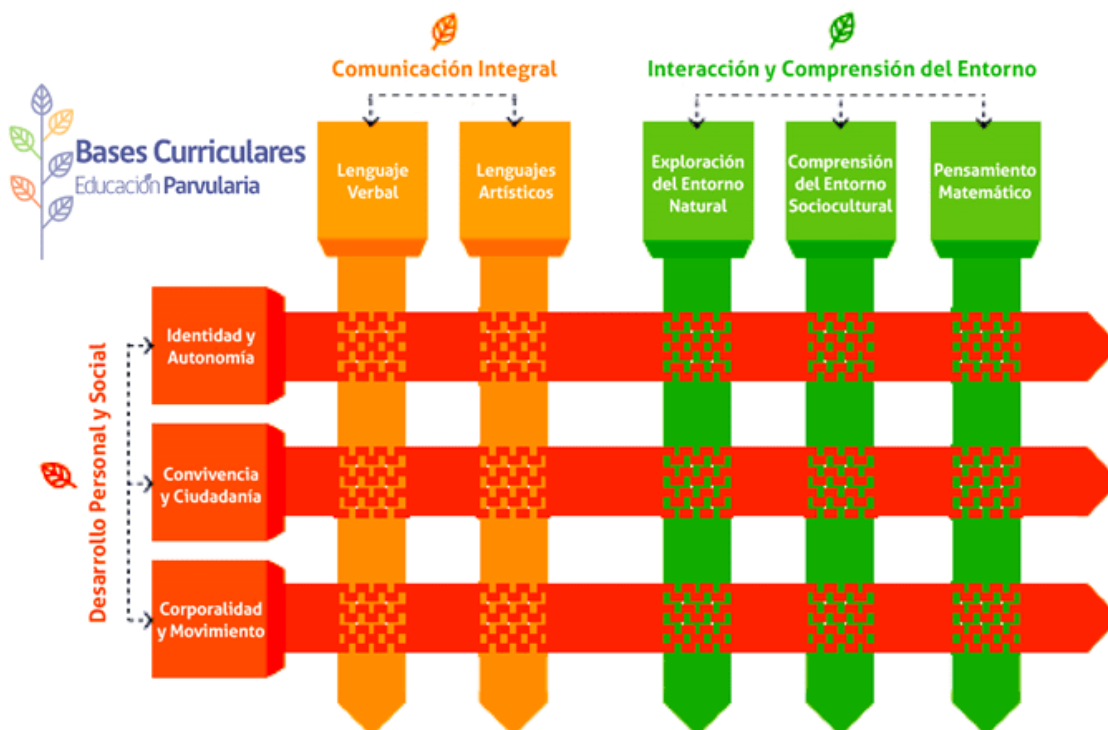 Comunicación Integral
Interacción y Comprensión del Entorno
Bases Curriculares
Educación Parvularia
Lenguaje
Verbal
Lenguajes
Artísticos
Exploración
del Entorno
Natural
Comprensión
del Entorno
Sociocultural
Pensamiento
Matemático
Desarrollo Personal y Social
Identidad y
Autonomía
Convivencia
y Ciudadanía
Corporalidad
y Movimiento